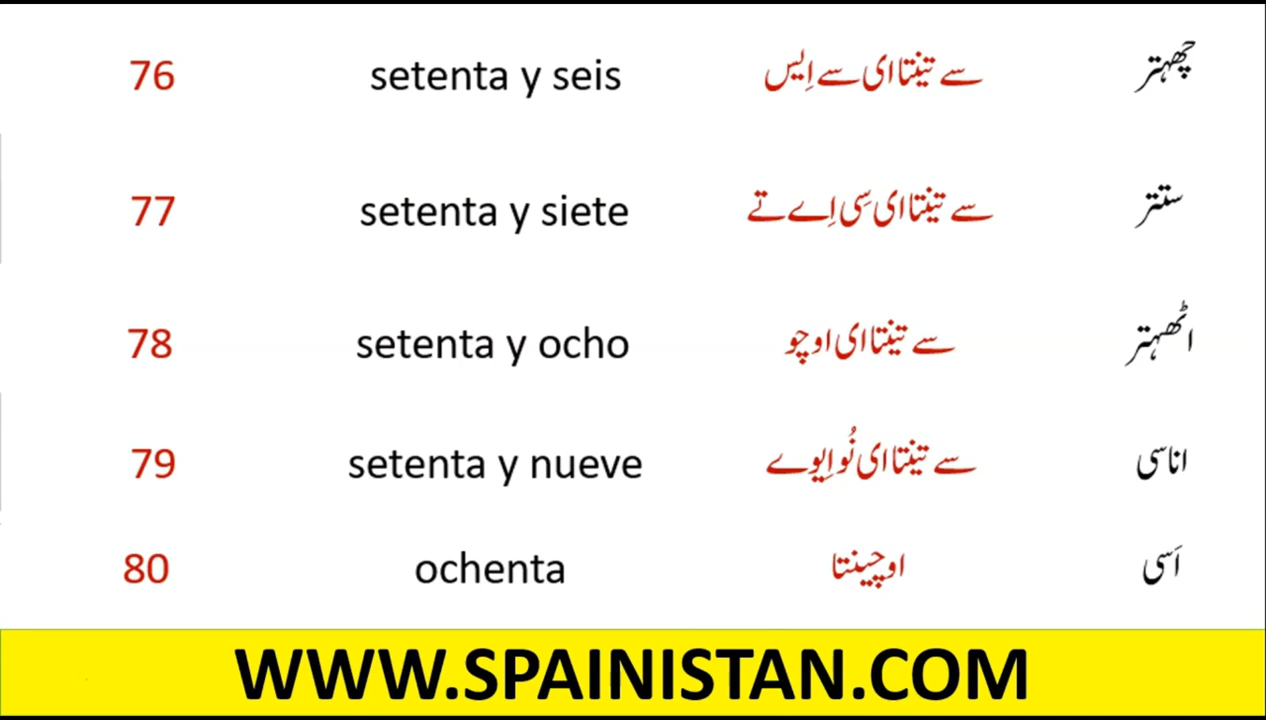 76 setenta y seis سے تینتا ای سے اِیس چھہتر
77 setenta y siete سے تینتا ای سِی اِے تے ستتر
78 setenta y ocho سے تینتا ای اوچو اٹھہتر
79 setenta y nueve سے تینتا ای نُو اِیوے اناسی
80 ochenta اوچینتا اَسی
WWW.SPAINISTAN.COM